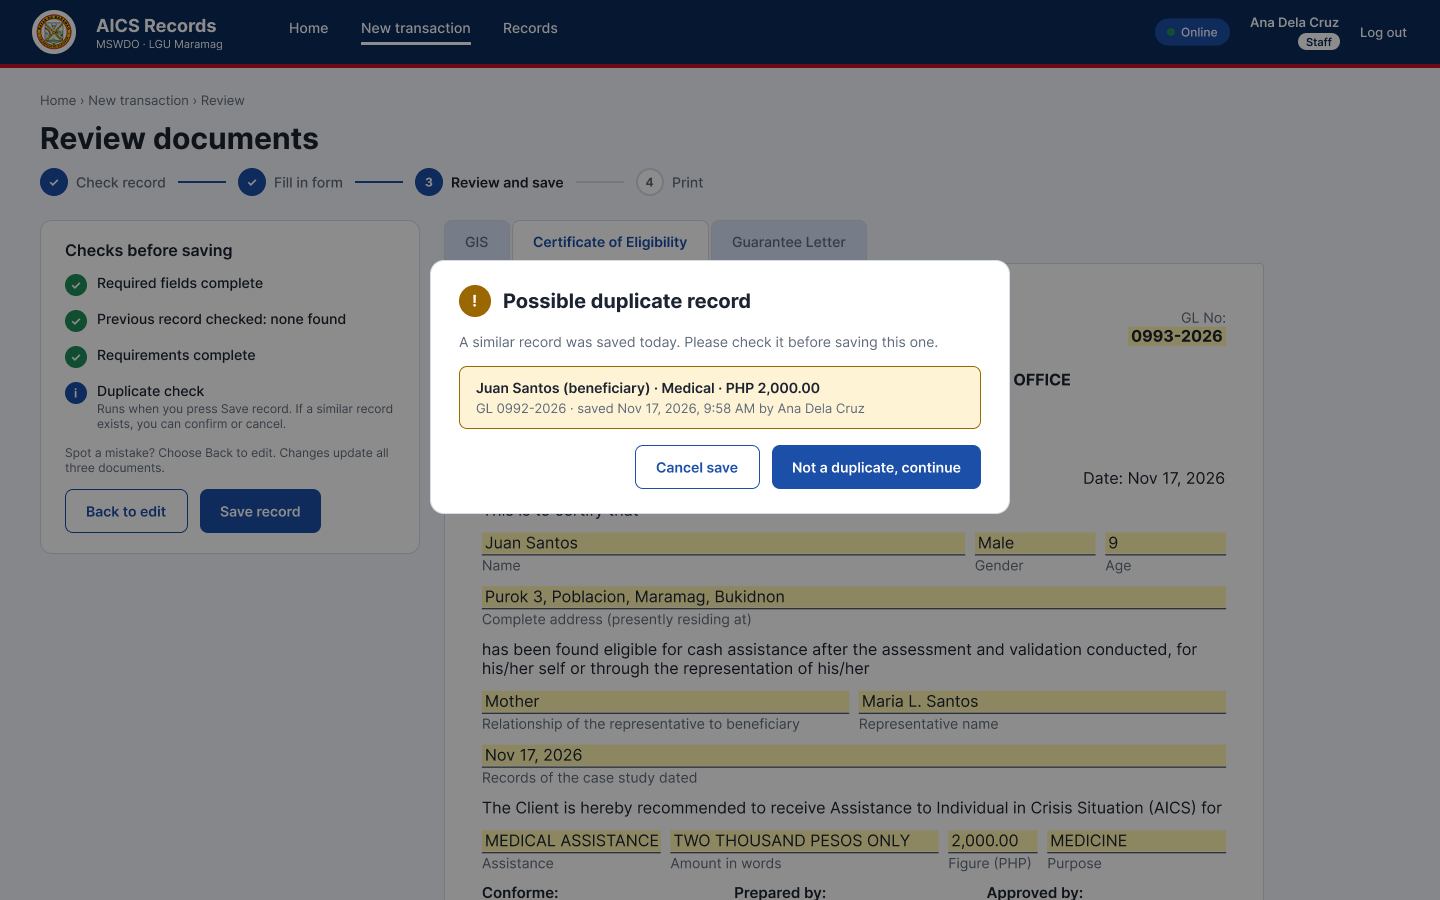 AICS Records
MSWDO · LGU Maramag
Home
New transaction
Records
Online
Ana Dela Cruz
Staff
Log out
Home › New transaction › Review
Review documents
Check record
Fill in form
3
Review and save
4
Print
Checks before saving
Required fields complete
Previous record checked: none found
Requirements complete
i
Duplicate check
Runs when you press Save record. If a similar record
exists, you can confirm or cancel.
Spot a mistake? Choose Back to edit. Changes update all
three documents.
Back to edit
Save record
GIS
Certificate of Eligibility
Guarantee Letter
!
Possible duplicate record
A similar record was saved today. Please check it before saving this one.
Juan Santos (beneficiary) · Medical · PHP 2,000.00
GL 0992-2026 · saved Nov 17, 2026, 9:58 AM by Ana Dela Cruz
Cancel save
Not a duplicate, continue
GL No:
0993-2026
OFFICE
Date: Nov 17, 2026
This is to certify that
Juan Santos
Male
9
Name
Gender
Age
Purok 3, Poblacion, Maramag, Bukidnon
Complete address (presently residing at)
has been found eligible for cash assistance after the assessment and validation conducted, for
his/her self or through the representation of his/her
Mother
Maria L. Santos
Relationship of the representative to beneficiary
Representative name
Nov 17, 2026
Records of the case study dated
The Client is hereby recommended to receive Assistance to Individual in Crisis Situation (AICS) for
MEDICAL ASSISTANCE
TWO THOUSAND PESOS ONLY
2,000.00
MEDICINE
Assistance
Amount in words
Figure (PHP)
Purpose
Conforme:
Prepared by:
Approved by: